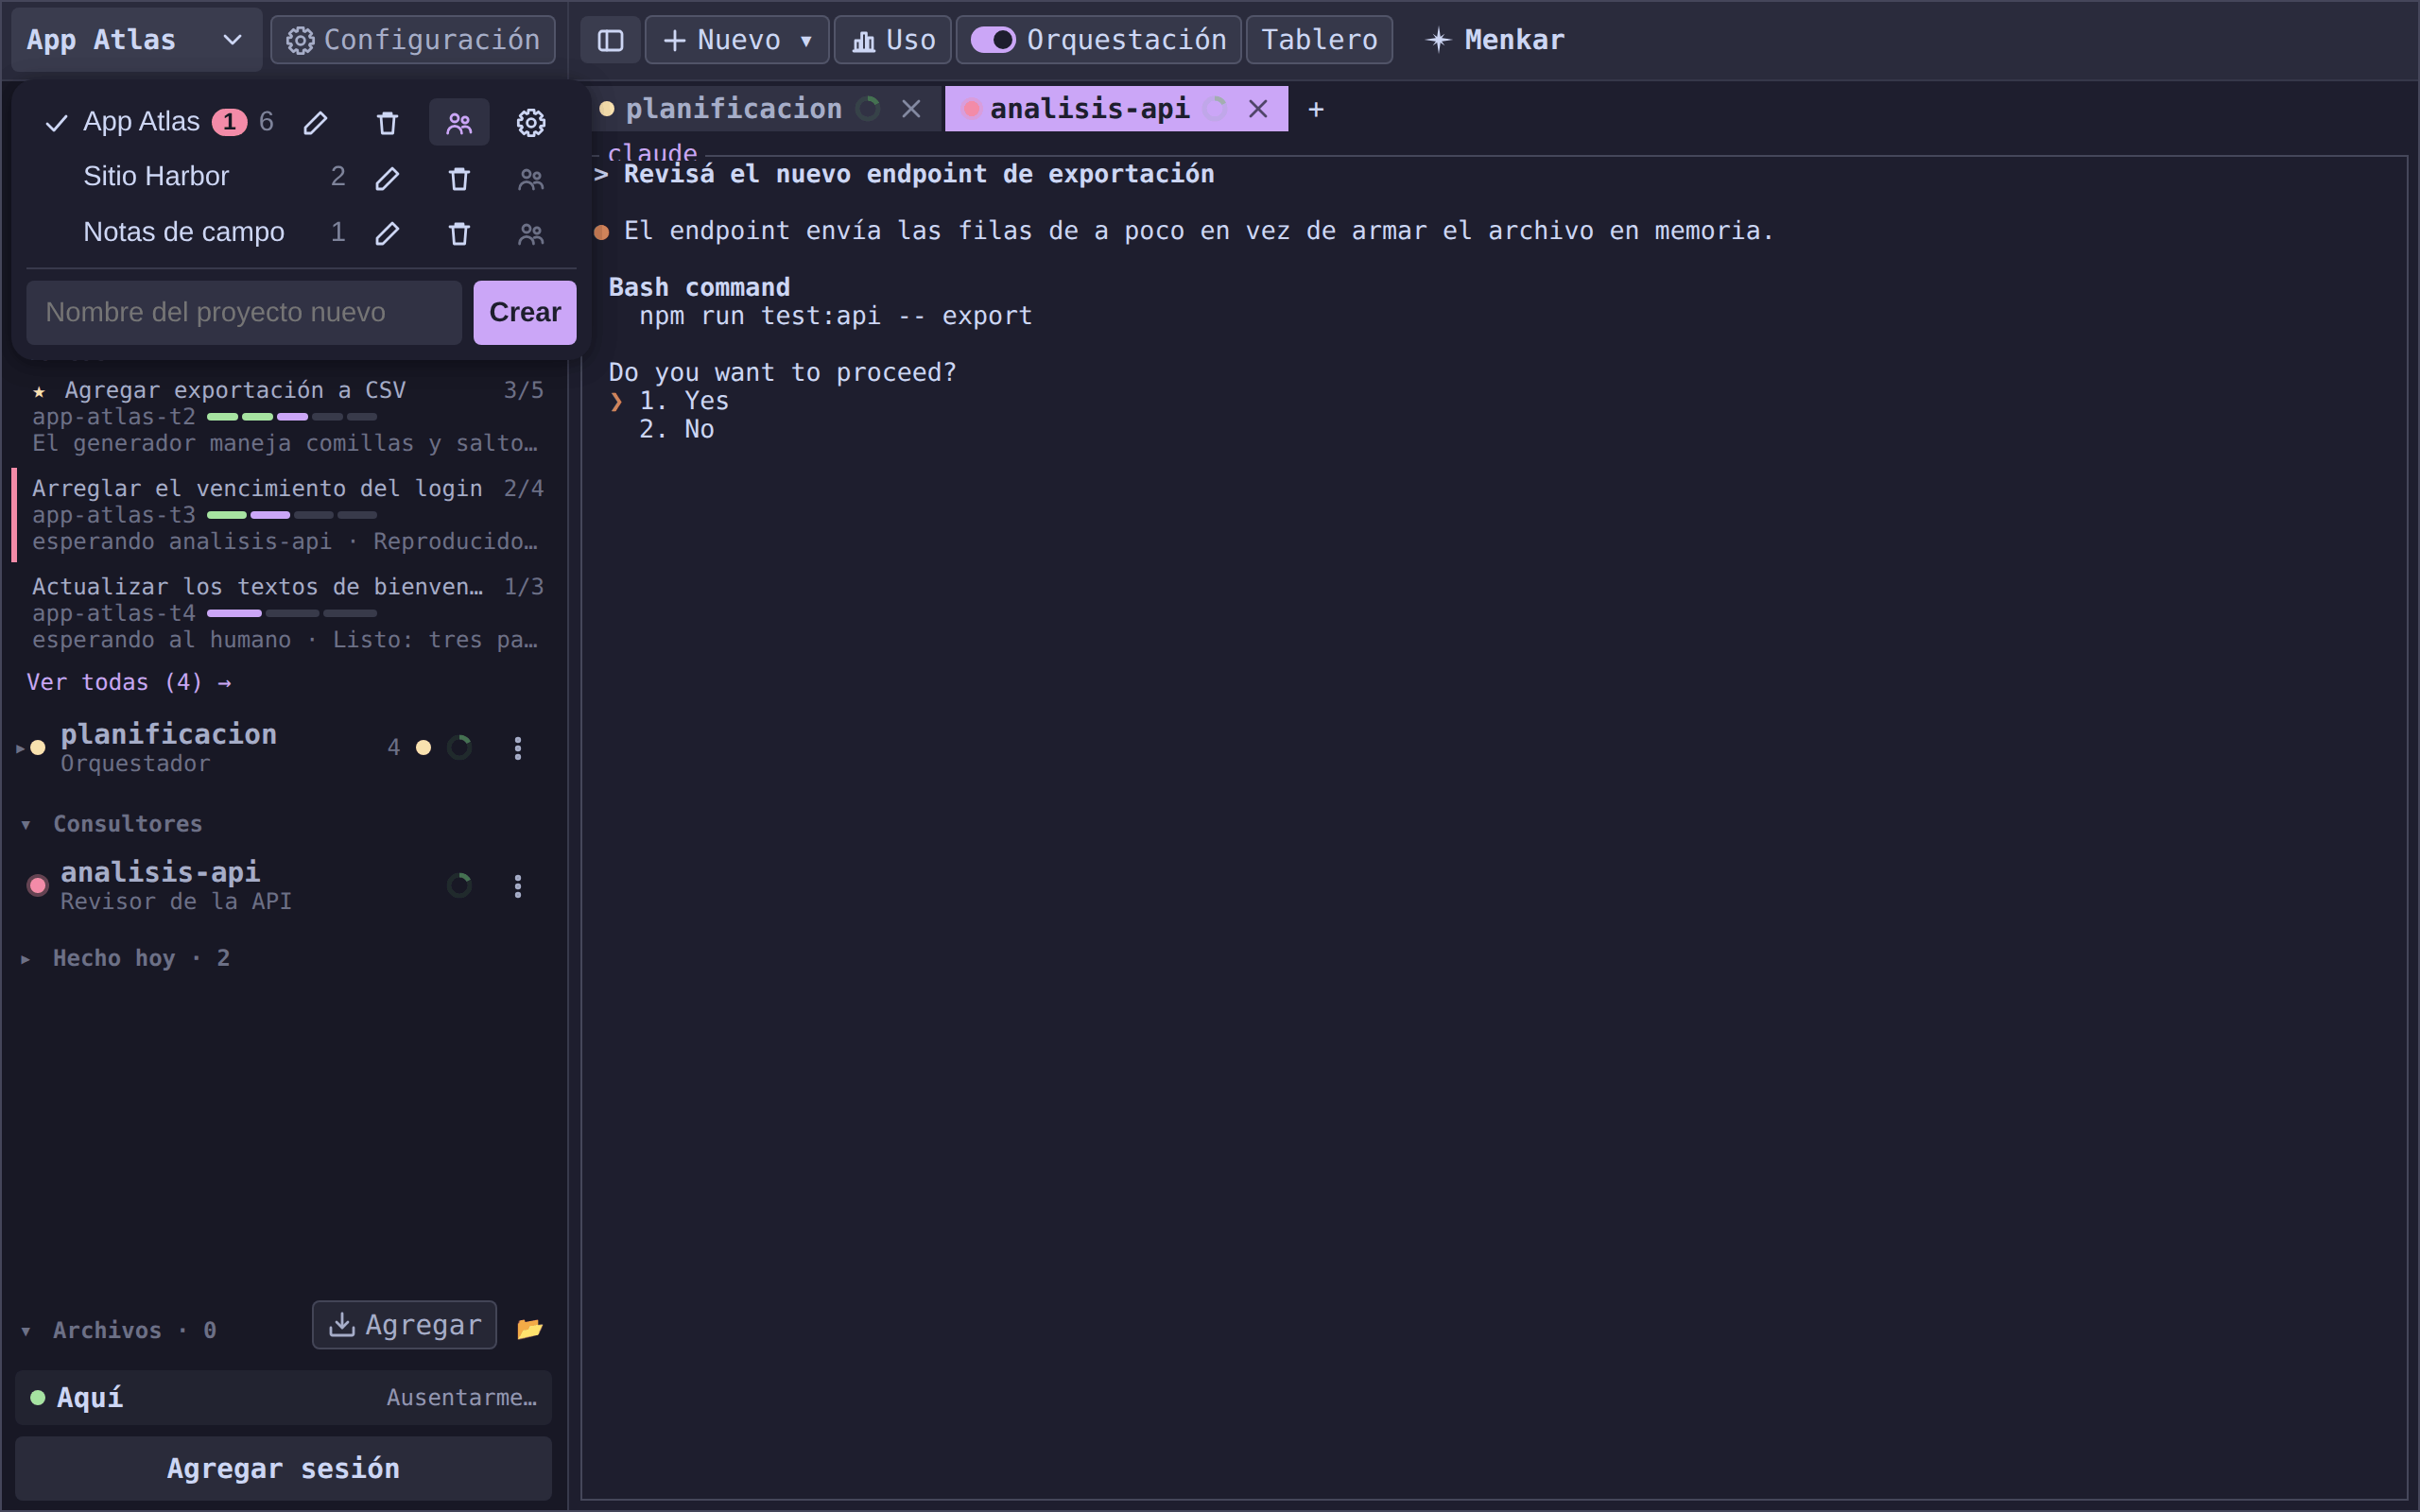 App Atlas
Configuración
Nuevo ▾
Uso
Orquestación
Tablero
Menkar
App Atlas 1 6
Sitio Harbor 2
Notas de campo 1
Nombre del proyecto nuevo
Crear
planificacion
analisis-api
+
claude
> Revisá el nuevo endpoint de exportación
● El endpoint envía las filas de a poco en vez de armar el archivo en memoria.
Bash command
npm run test:api -- export
Do you want to proceed?
❯ 1. Yes
2. No
★ Agregar exportación a CSV 3/5
app-atlas-t2
El generador maneja comillas y salto…
Arreglar el vencimiento del login 2/4
app-atlas-t3
esperando analisis-api · Reproducido…
Actualizar los textos de bienven… 1/3
app-atlas-t4
esperando al humano · Listo: tres pa…
Ver todas (4) →
▸ planificacion 4
Orquestador
▾ Consultores
analisis-api
Revisor de la API
▸ Hecho hoy · 2
▾ Archivos · 0
Agregar
Aquí
Ausentarme…
Agregar sesión